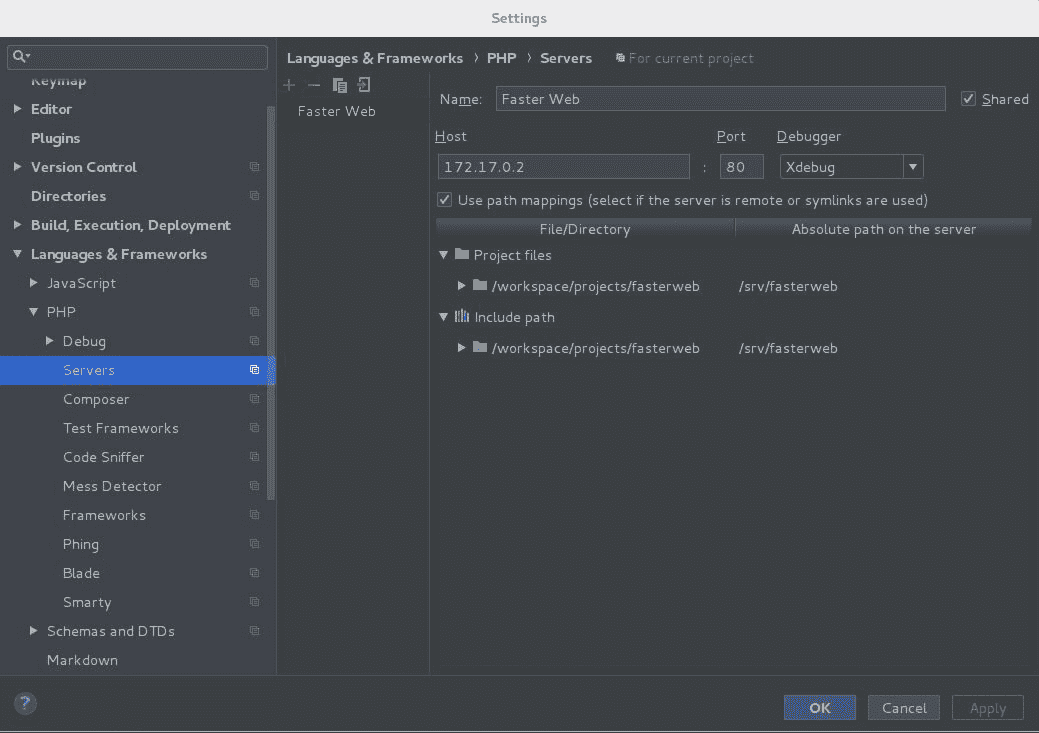 Settings
Languages & Frameworks › PHP › Servers For current project
Keymap
Editor
Plugins
Version Control
Directories
Build, Execution, Deployment
Languages & Frameworks
JavaScript
PHP
Debug
Servers
Composer
Test Frameworks
Code Sniffer
Mess Detector
Frameworks
Phing
Blade
Smarty
Schemas and DTDs
Markdown
Faster Web
Name: Faster Web Shared
Host Port Debugger
172.17.0.2 : 80 Xdebug
Use path mappings (select if the server is remote or symlinks are used)
File/Directory Absolute path on the server
Project files
/workspace/projects/fasterweb /srv/fasterweb
Include path
/workspace/projects/fasterweb /srv/fasterweb
?
OK Cancel Apply